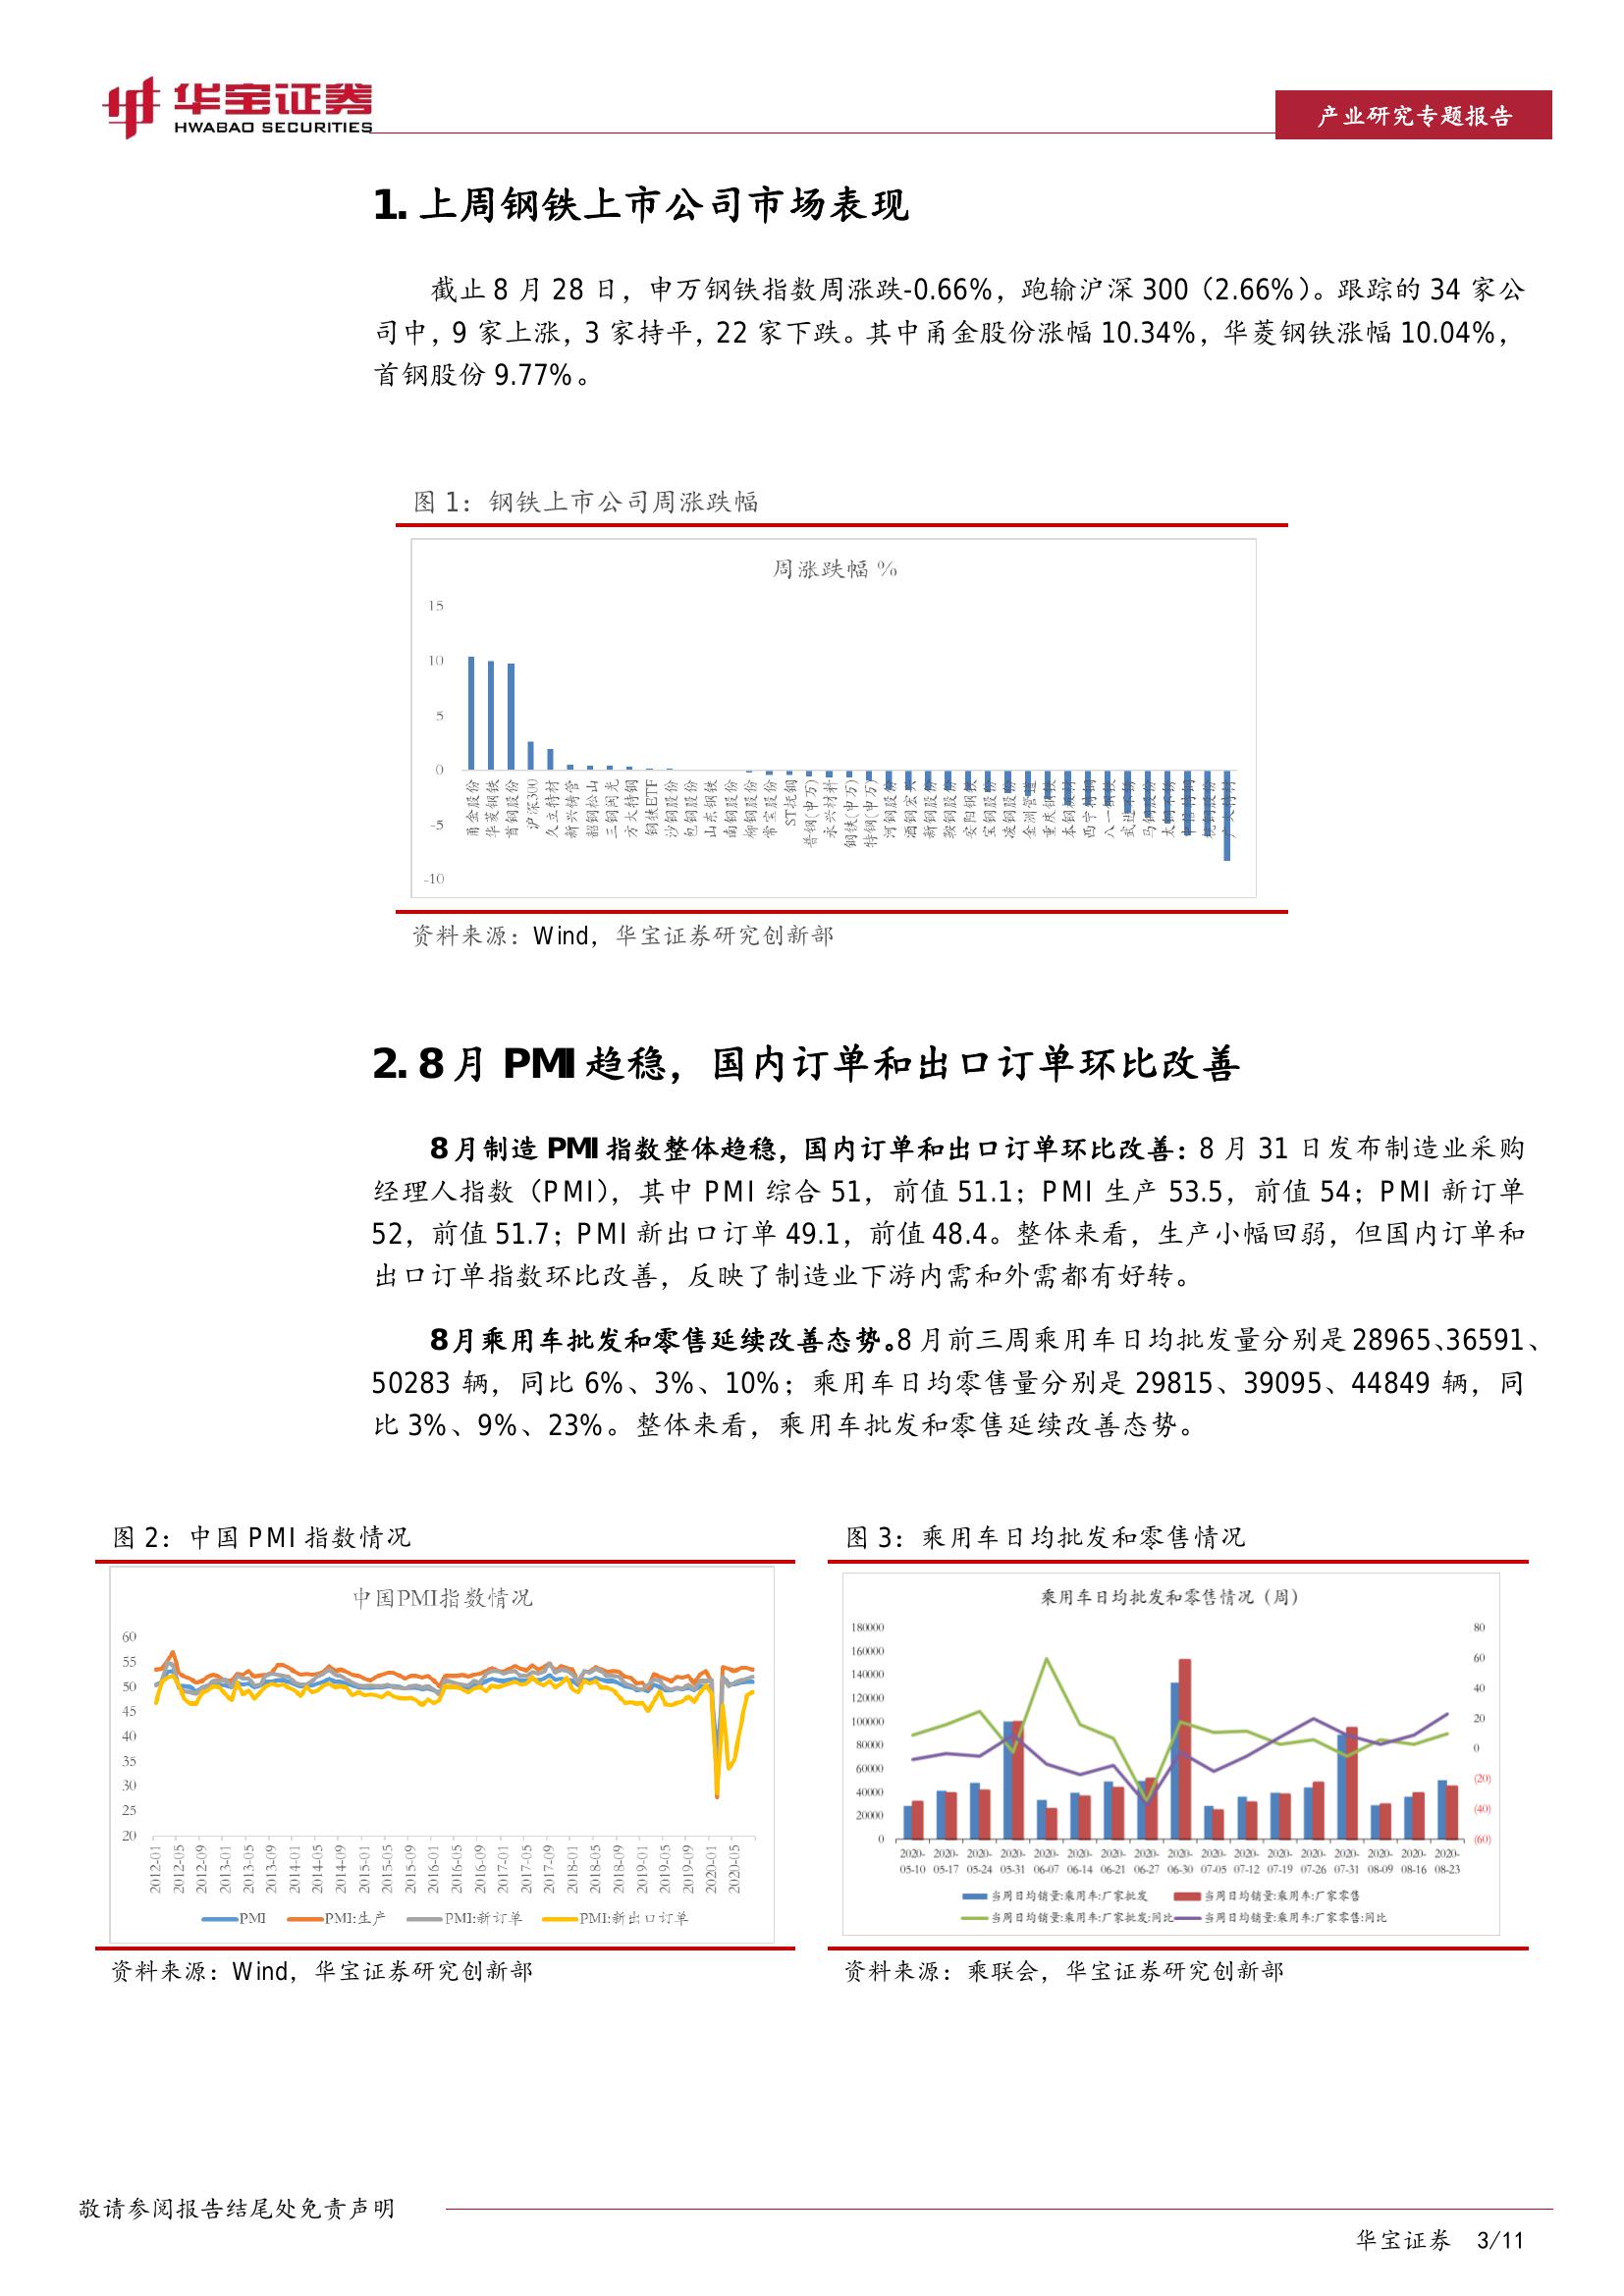 华宝证券
HWABAO SECURITIES
产业研究专题报告
1. 上周钢铁上市公司市场表现
截止 8 月 28 日，申万钢铁指数周涨跌-0.66%，跑输沪深 300（2.66%）。跟踪的 34 家公
司中，9 家上涨，3 家持平，22 家下跌。其中甬金股份涨幅 10.34%，华菱钢铁涨幅 10.04%，
首钢股份 9.77%。
图 1：钢铁上市公司周涨跌幅
周涨跌幅 %
15
10
5
0
-5
-10
甬金股份 华菱钢铁 首钢股份 沪深300 久立特材 新兴铸管 韶钢松山 三钢闽光 方大特钢 钢铁ETF 沙钢股份 包钢股份 山东钢铁 南钢股份 柳钢股份 常宝股份 ST抚钢 普钢(申万) 永兴材料 钢铁(申万) 特钢(申万) 河钢股份 酒钢宏兴 新钢股份 鞍钢股份 安阳钢铁 宝钢股份 凌钢股份 金洲管道 重庆钢铁 本钢板材 西宁特钢 八一钢铁 马钢股份
资料来源：Wind，华宝证券研究创新部
2. 8 月 PMI 趋稳，国内订单和出口订单环比改善
8 月制造 PMI 指数整体趋稳，国内订单和出口订单环比改善：8 月 31 日发布制造业采购
经理人指数（PMI），其中 PMI 综合 51，前值 51.1；PMI 生产 53.5，前值 54；PMI 新订单
52，前值 51.7；PMI 新出口订单 49.1，前值 48.4。整体来看，生产小幅回弱，但国内订单和
出口订单指数环比改善，反映了制造业下游内需和外需都有好转。
8 月乘用车批发和零售延续改善态势。8 月前三周乘用车日均批发量分别是 28965、36591、
50283 辆，同比 6%、3%、10%；乘用车日均零售量分别是 29815、39095、44849 辆，同
比 3%、9%、23%。整体来看，乘用车批发和零售延续改善态势。
图 2：中国 PMI 指数情况
中国PMI指数情况
60
55
50
45
40
35
30
25
20
2012-01 2012-05 2012-09 2013-01 2013-05 2013-09 2014-01 2014-05 2014-09 2015-01 2015-05 2015-09 2016-01 2016-05 2016-09 2017-01 2017-05 2017-09 2018-01 2018-05 2018-09 2019-01 2019-05 2019-09 2020-01 2020-05
PMI PMI:生产 PMI:新订单 PMI:新出口订单
资料来源：Wind，华宝证券研究创新部
图 3：乘用车日均批发和零售情况
乘用车日均批发和零售情况（周）
180000
160000
140000
120000
100000
80000
60000
40000
20000
0
80
60
40
20
0
(20)
(40)
(60)
2020- 2020- 2020- 2020- 2020- 2020- 2020- 2020- 2020- 2020- 2020- 2020- 2020- 2020- 2020- 2020- 2020-
05-10 05-17 05-24 05-31 06-07 06-14 06-21 06-27 06-30 07-05 07-12 07-19 07-26 07-31 08-09 08-16 08-23
当周日均销量:乘用车:厂家批发 当周日均销量:乘用车:厂家零售
当周日均销量:乘用车:厂家批发:同比 当周日均销量:乘用车:厂家零售:同比
资料来源：乘联会，华宝证券研究创新部
敬请参阅报告结尾处免责声明
华宝证券 3/11